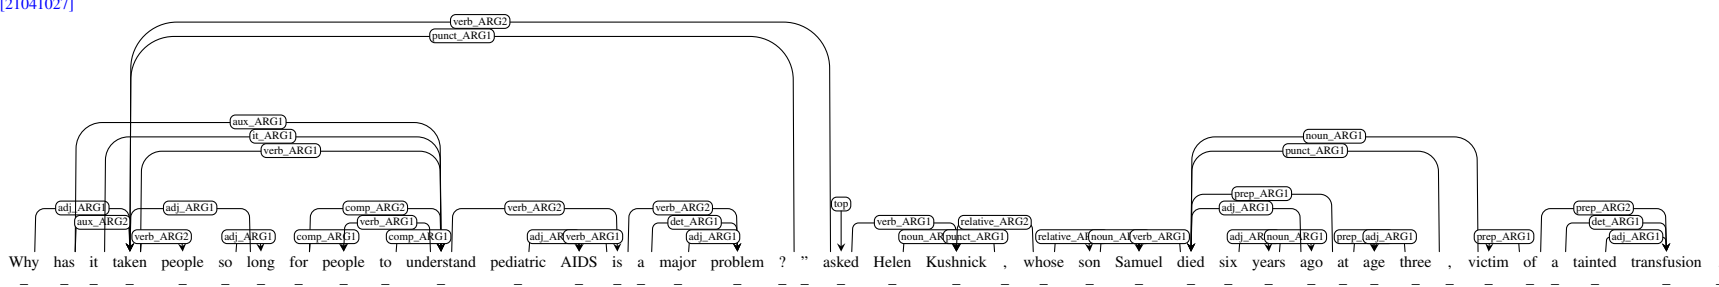 [21041027]
verb_ARG2
punct_ARG1
aux_ARG1
it_ARG1
verb_ARG1
noun_ARG1
punct_ARG1
prep_ARG1
top
adj_ARG1 adj_ARG1 comp_ARG2 verb_ARG2 verb_ARG2 adj_ARG1 prep_ARG2
aux_ARG2 verb_ARG1 det_ARG1 verb_ARG1 relative_ARG2 det_ARG1
verb_ARG2 adj_ARG1 comp_ARG1 comp_ARG1 verb_ARG1 adj_ARG1 punct_ARG1 verb_ARG1 noun_ARG1 adj_ARG1 prep_ARG1 adj_ARG1
Why has it taken people so long for people to understand pediatric AIDS is a major problem ? ” asked Helen Kushnick , whose son Samuel died six years ago at age three , victim of a tainted transfusion